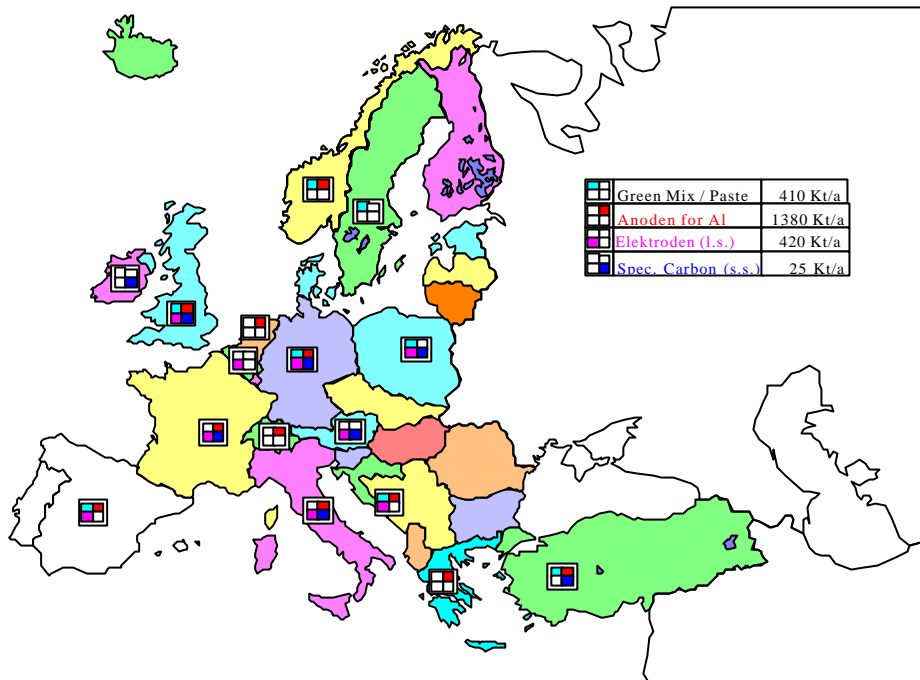 Green Mix / Paste 410 Kt/a
Anoden for Al 1380 Kt/a
Elektroden (l.s.) 420 Kt/a
Spec. Carbon (s.s.) 25 Kt/a